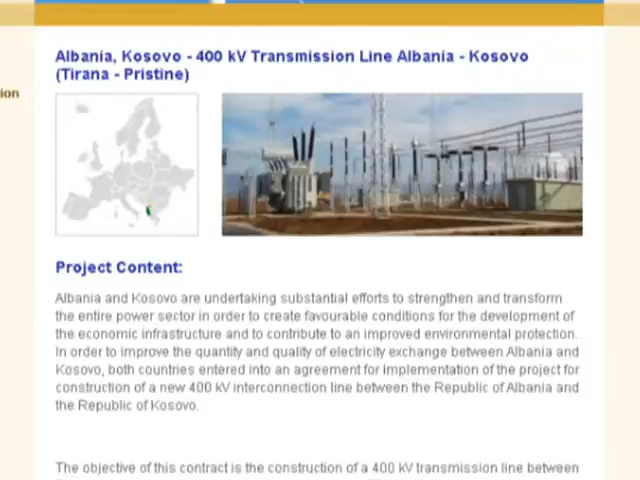 Albania, Kosovo - 400 kV Transmission Line Albania - Kosovo
(Tirana - Pristine)
ion
Project Content:
Albania and Kosovo are undertaking substantial efforts to strengthen and transform
the entire power sector in order to create favourable conditions for the development of
the economic infrastructure and to contribute to an improved environmental protection.
In order to improve the quantity and quality of electricity exchange between Albania and
Kosovo, both countries entered into an agreement for implementation of the project for
construction of a new 400 kV interconnection line between the Republic of Albania and
the Republic of Kosovo.
The objective of this contract is the construction of a 400 kV transmission line between